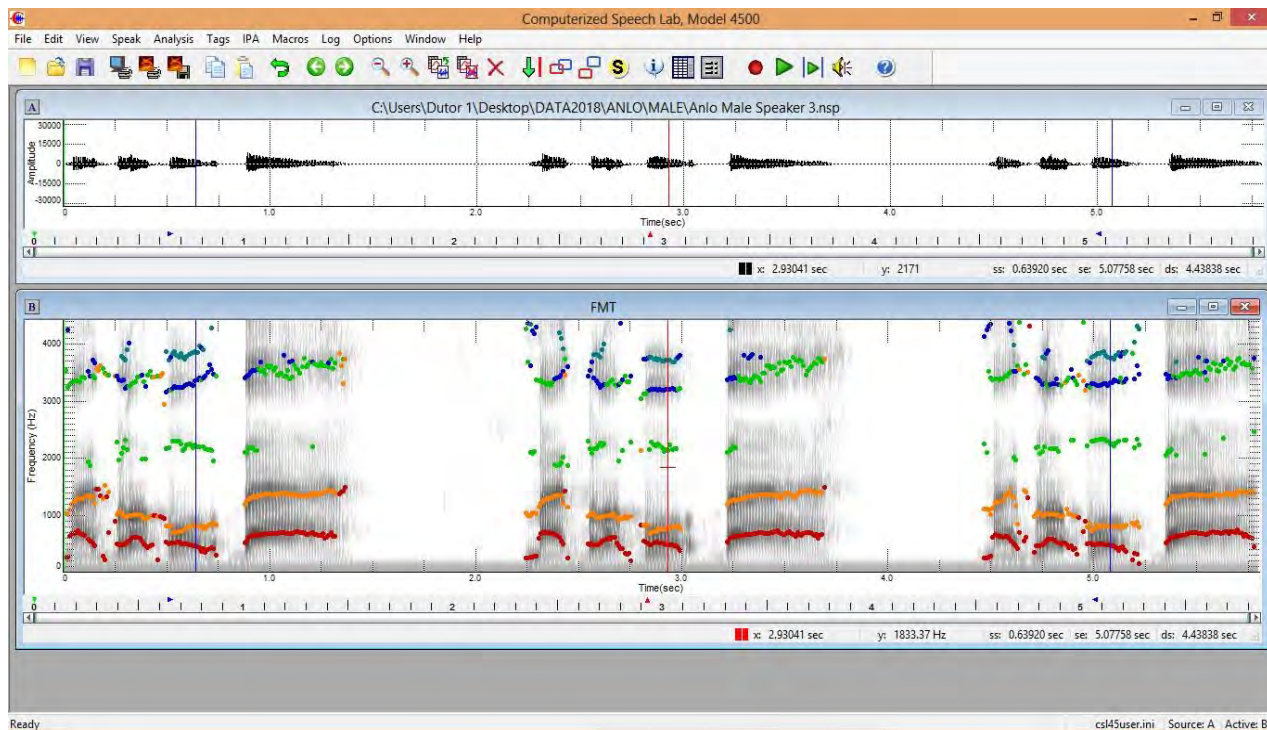 Computerized Speech Lab, Model 4500
File Edit View Speak Analysis Tags IPA Macros Log Options Window Help
S
A C:\Users\Dutor 1\Desktop\DATA2018\ANLO\MALE\Anlo Male Speaker 3.nsp
30000
15000
0
-15000
-30000
Amplitude
0 1.0 2.0 3.0 4.0 5.0
Time(sec)
0 1 2 3 4 5
x: 2.93041 sec y: 2171 ss: 0.63920 sec se: 5.07758 sec ds: 4.43838 sec
B FMT
4000
3000
2000
1000
0
Frequency (Hz)
0 1.0 2.0 3.0 4.0 5.0
Time(sec)
0 1 2 3 4 5
x: 2.93041 sec y: 1833.37 Hz ss: 0.63920 sec se: 5.07758 sec ds: 4.43838 sec
Ready csl45user.ini Source: A Active: B